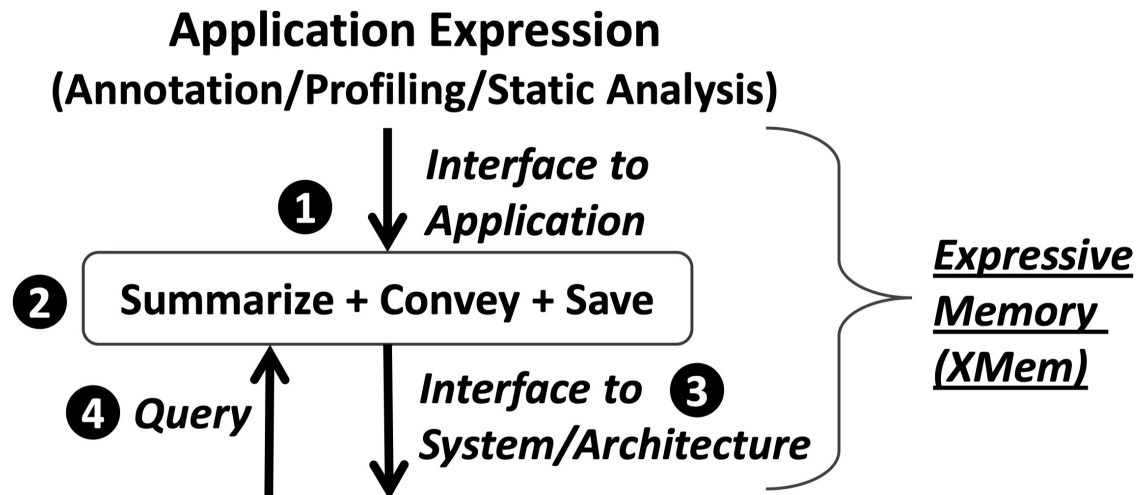 Application Expression
(Annotation/Profiling/Static Analysis)
Interface to
1
Application
Expressive
2
Summarize + Convey + Save
Memory
(XMem)
Interface to 3
4 Query
System/Architecture